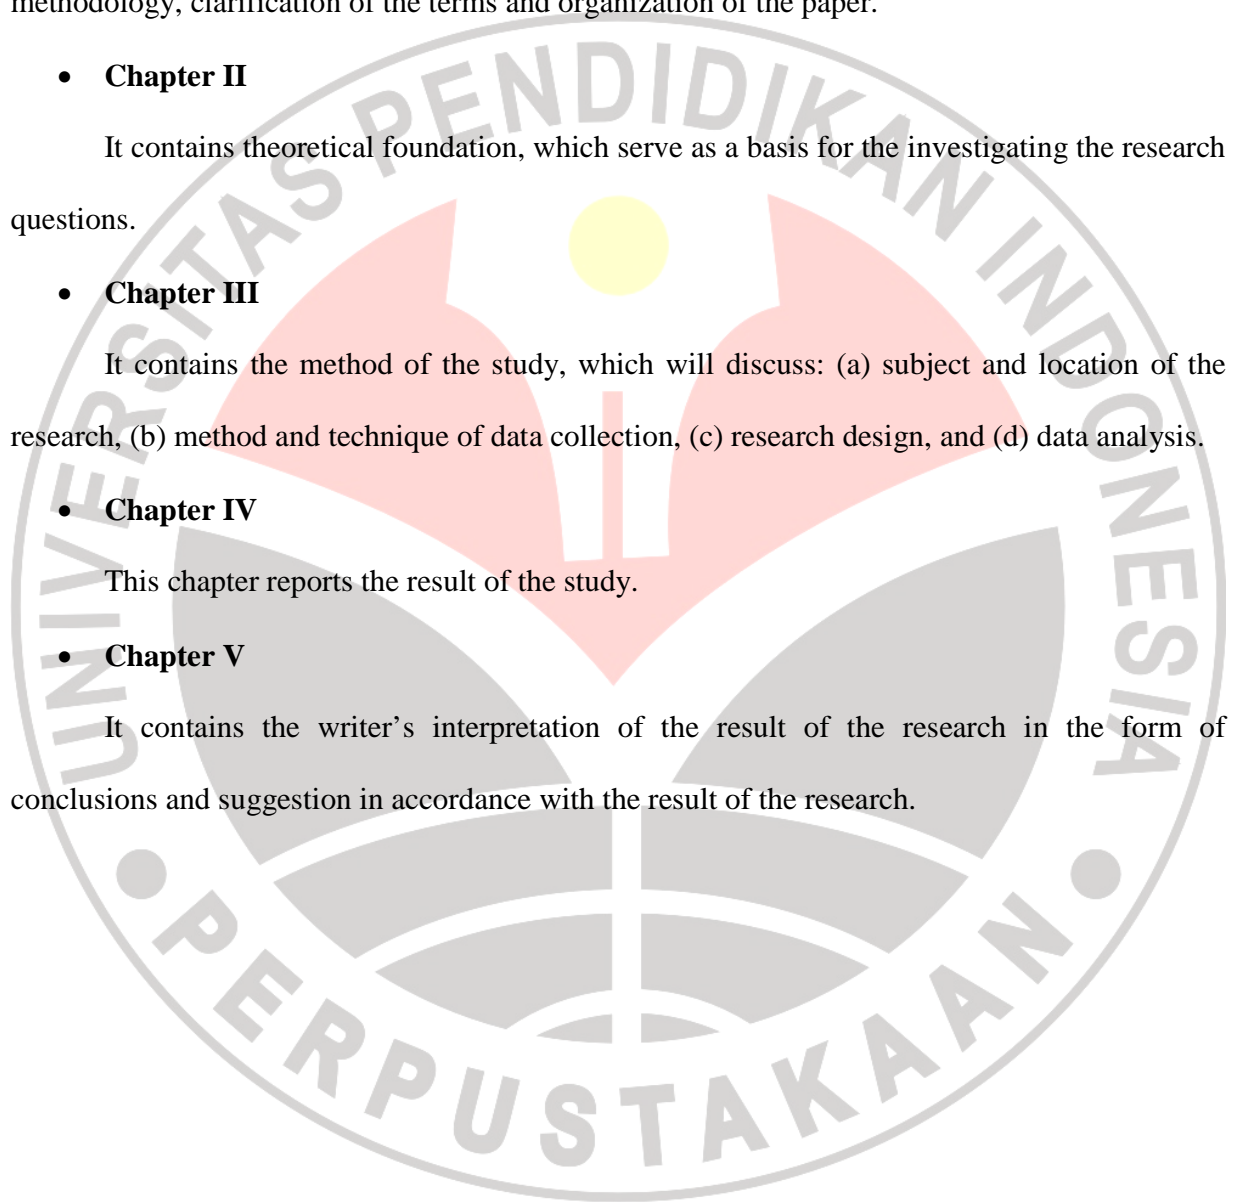 methodology, clarification of the terms and organization of the paper.
• Chapter II
It contains theoretical foundation, which serve as a basis for the investigating the research
questions.
• Chapter III
It contains the method of the study, which will discuss: (a) subject and location of the
research, (b) method and technique of data collection, (c) research design, and (d) data analysis.
• Chapter IV
This chapter reports the result of the study.
• Chapter V
It contains the writer’s interpretation of the result of the research in the form of
conclusions and suggestion in accordance with the result of the research.
UNIVERSITAS PENDIDIKAN INDONESIA
• PERPUSTAKAAN •